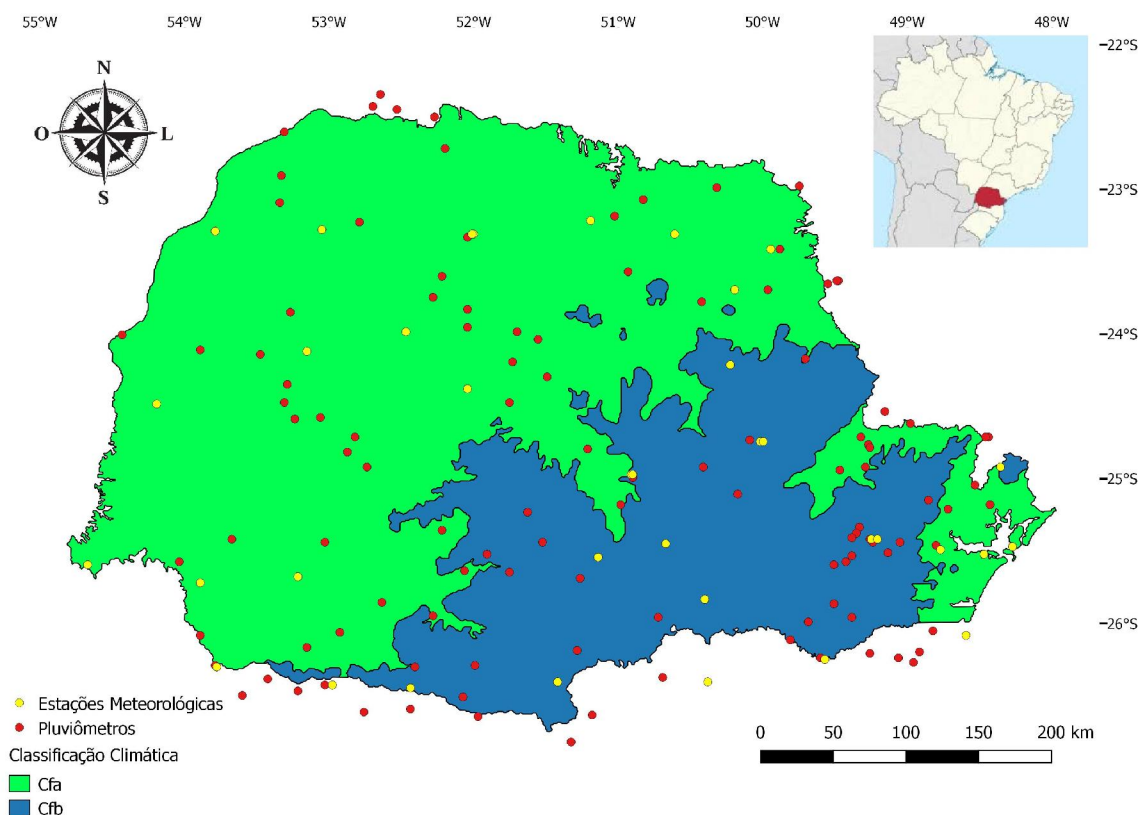 55°W 54°W 53°W 52°W 51°W 50°W 49°W 48°W
−22°S
N
O L
S
−23°S
−24°S
−25°S
−26°S
Estações Meteorológicas
Pluviômetros
Classificação Climática
Cfa
Cfb
0 50 100 150 200 km